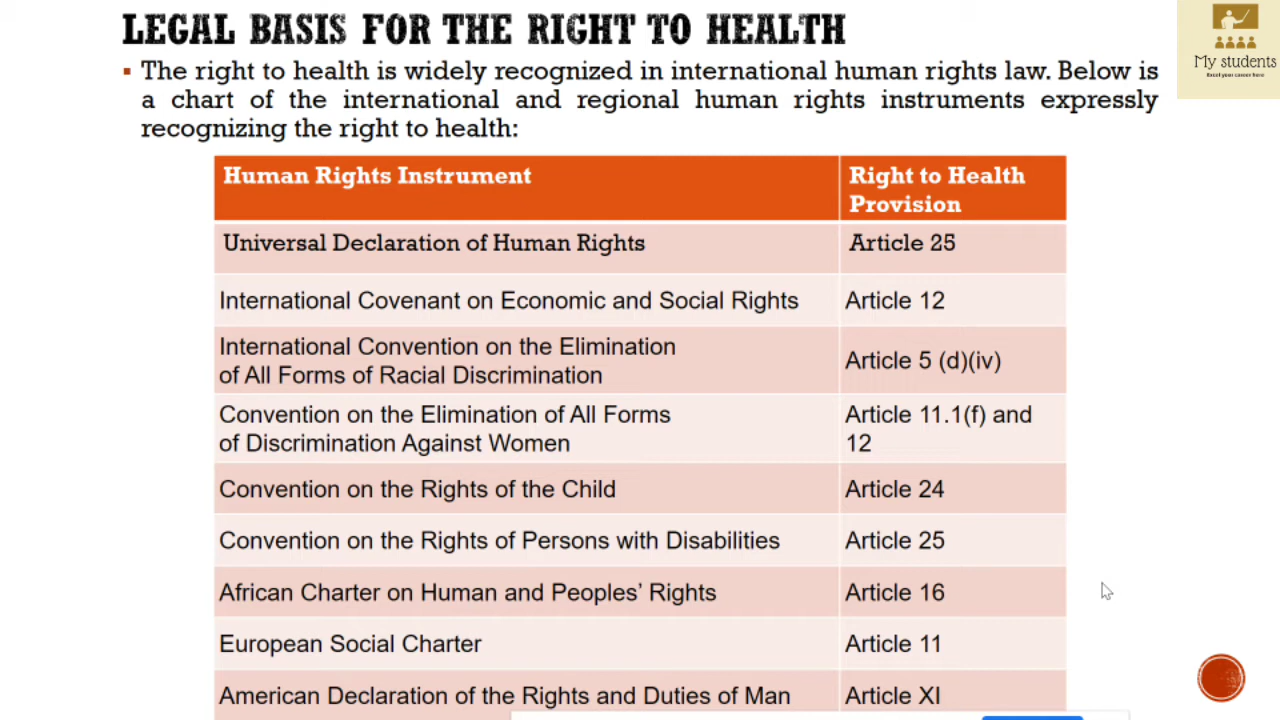 LEGAL BASIS FOR THE RIGHT TO HEALTH
My students
Excel your career here
▪ The right to health is widely recognized in international human rights law. Below is
a chart of the international and regional human rights instruments expressly
recognizing the right to health:
Human Rights Instrument
Right to Health
Provision
Universal Declaration of Human Rights
Article 25
International Covenant on Economic and Social Rights
Article 12
International Convention on the Elimination
of All Forms of Racial Discrimination
Article 5 (d)(iv)
Convention on the Elimination of All Forms
of Discrimination Against Women
Article 11.1(f) and
12
Convention on the Rights of the Child
Article 24
Convention on the Rights of Persons with Disabilities
Article 25
African Charter on Human and Peoples’ Rights
Article 16
European Social Charter
Article 11
American Declaration of the Rights and Duties of Man
Article XI